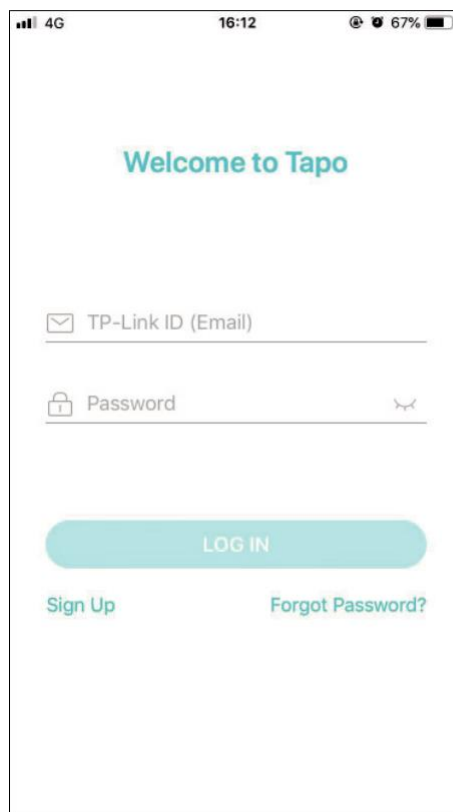 4G 16:12 67%
Welcome to Tapo
TP-Link ID (Email)
Password
LOG IN
Sign Up Forgot Password?